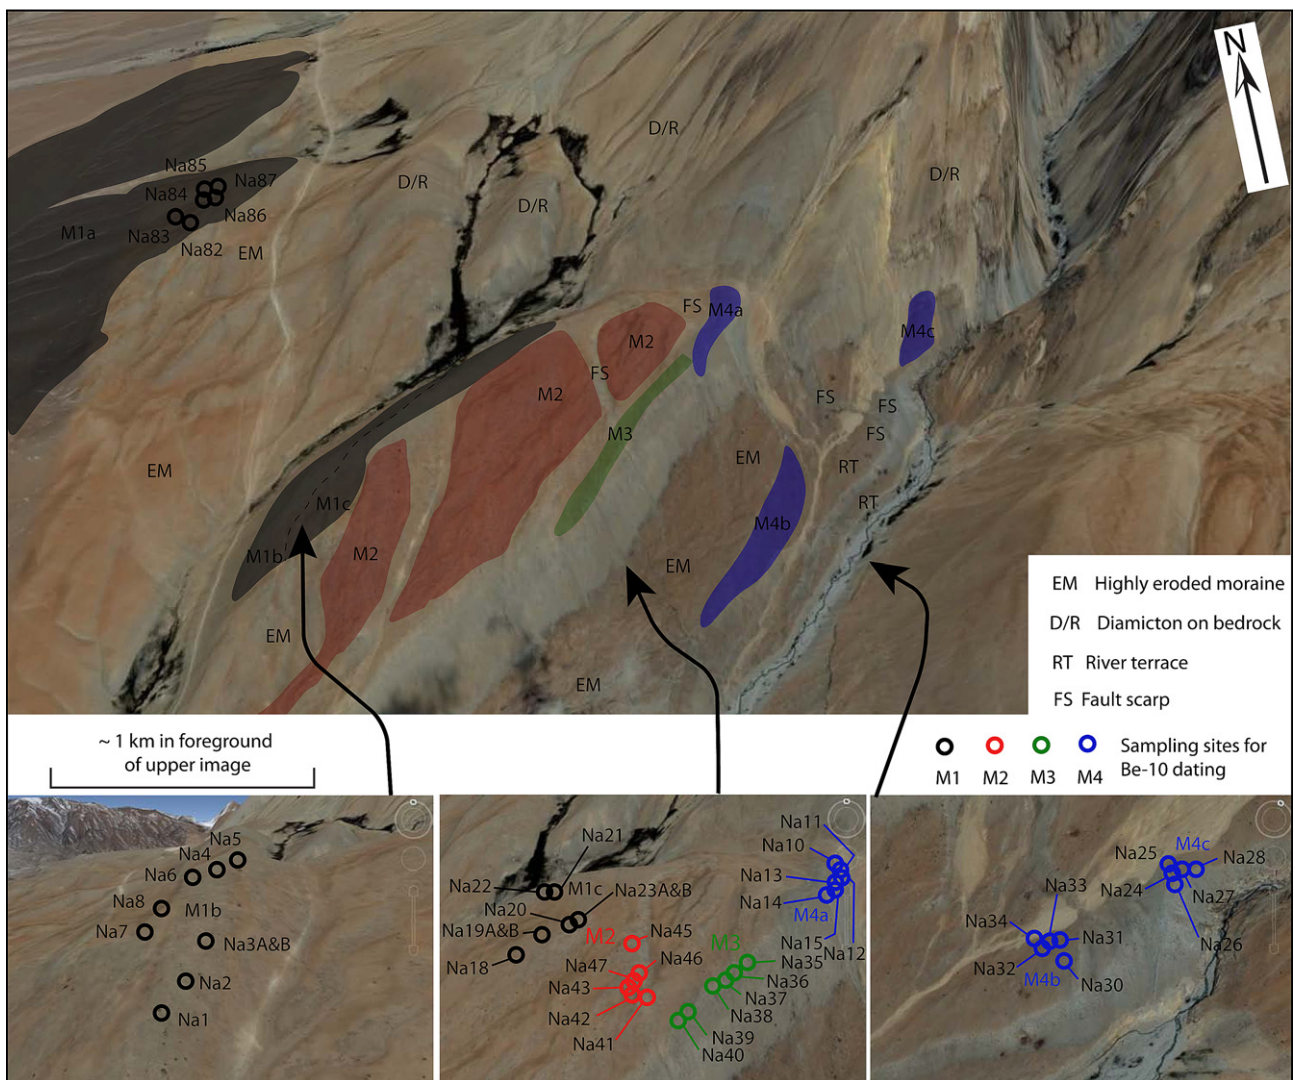 N
D/R
D/R
D/R
D/R
Na85
Na87
Na84
Na86
M1a
Na83
Na82
EM
FS
M4a
M4c
M2
FS
M2
FS
FS
M3
FS
EM
EM
RT
M1c
RT
M4b
M1b
M2
EM
EM
EM
EM Highly eroded moraine
D/R Diamicton on bedrock
RT River terrace
FS Fault scarp
~ 1 km in foreground
of upper image
Sampling sites for
Be-10 dating
M1 M2 M3 M4
Na5
Na4
Na6
Na8
M1b
Na7
Na3A&B
Na2
Na1
Na11
Na21
Na10
Na22
M1c
Na23A&B
Na13
Na20
Na14
Na19A&B
M4a
M2
Na45
M3
Na15
Na12
Na18
Na47
Na46
Na35
Na43
Na36
Na37
Na42
Na38
Na41
Na39
Na40
Na25
M4c
Na28
Na33
Na24
Na27
Na34
Na31
Na26
Na32
M4b
Na30